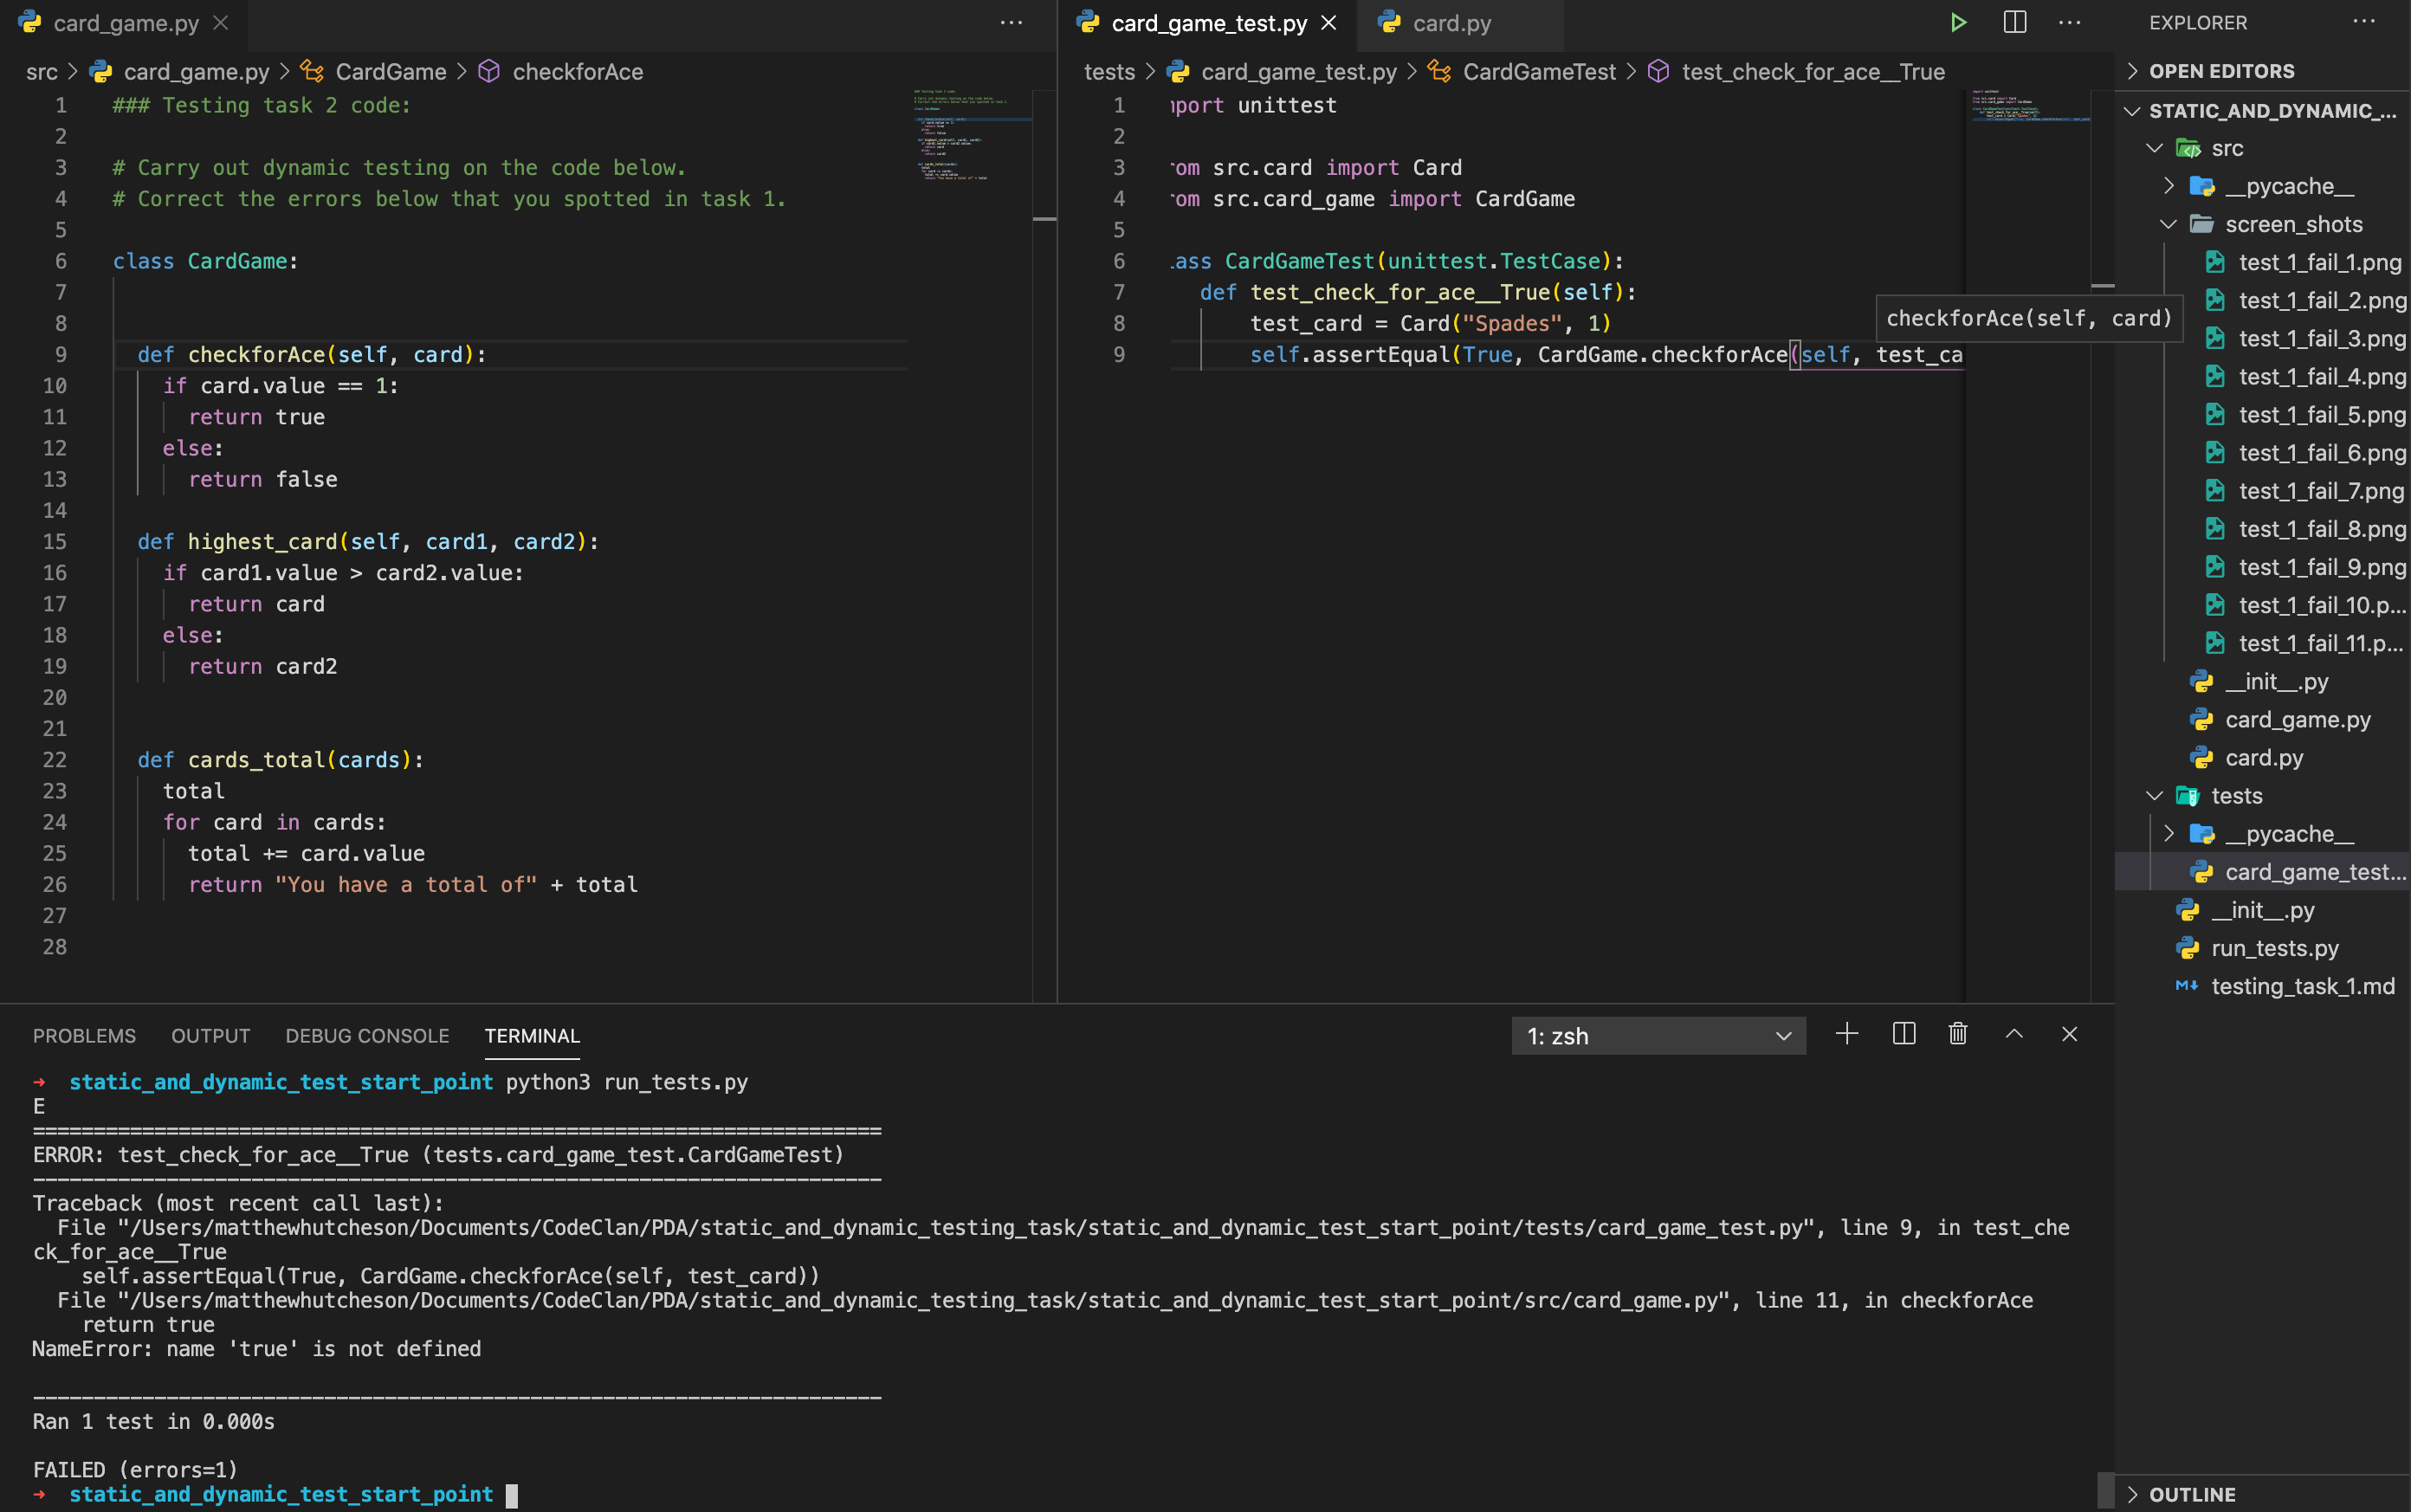 card_game.py
src > card_game.py > CardGame > checkforAce
1 ### Testing task 2 code:
2
3 # Carry out dynamic testing on the code below.
4 # Correct the errors below that you spotted in task 1.
5
6 class CardGame:
7
8
9 def checkforAce(self, card):
10 if card.value == 1:
11 return true
12 else:
13 return false
14
15 def highest_card(self, card1, card2):
16 if card1.value > card2.value:
17 return card
18 else:
19 return card2
20
21
22 def cards_total(cards):
23 total
24 for card in cards:
25 total += card.value
26 return "You have a total of" + total
27
28
card_game_test.py card.py
tests > card_game_test.py > CardGameTest > test_check_for_ace__True
1 mport unittest
2
3 rom src.card import Card
4 rom src.card_game import CardGame
5
6 lass CardGameTest(unittest.TestCase):
7 def test_check_for_ace__True(self):
8 test_card = Card("Spades", 1)
checkforAce(self, card)
9 self.assertEqual(True, CardGame.checkforAce(self, test_ca
EXPLORER
OPEN EDITORS
STATIC_AND_DYNAMIC_...
src
__pycache__
screen_shots
test_1_fail_1.png
test_1_fail_2.png
test_1_fail_3.png
test_1_fail_4.png
test_1_fail_5.png
test_1_fail_6.png
test_1_fail_7.png
test_1_fail_8.png
test_1_fail_9.png
test_1_fail_10.p...
test_1_fail_11.p...
__init__.py
card_game.py
card.py
tests
__pycache__
card_game_test...
__init__.py
run_tests.py
testing_task_1.md
OUTLINE
PROBLEMS OUTPUT DEBUG CONSOLE TERMINAL 1: zsh
→ static_and_dynamic_test_start_point python3 run_tests.py
E
======================================================================
ERROR: test_check_for_ace__True (tests.card_game_test.CardGameTest)
----------------------------------------------------------------------
Traceback (most recent call last):
File "/Users/matthewhutcheson/Documents/CodeClan/PDA/static_and_dynamic_testing_task/static_and_dynamic_test_start_point/tests/card_game_test.py", line 9, in test_che
ck_for_ace__True
self.assertEqual(True, CardGame.checkforAce(self, test_card))
File "/Users/matthewhutcheson/Documents/CodeClan/PDA/static_and_dynamic_testing_task/static_and_dynamic_test_start_point/src/card_game.py", line 11, in checkforAce
return true
NameError: name 'true' is not defined
----------------------------------------------------------------------
Ran 1 test in 0.000s
FAILED (errors=1)
→ static_and_dynamic_test_start_point